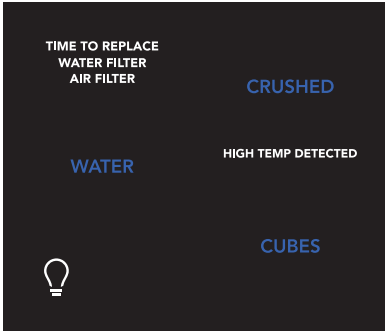 TIME TO REPLACE
WATER FILTER
AIR FILTER
CRUSHED
HIGH TEMP DETECTED
WATER
CUBES